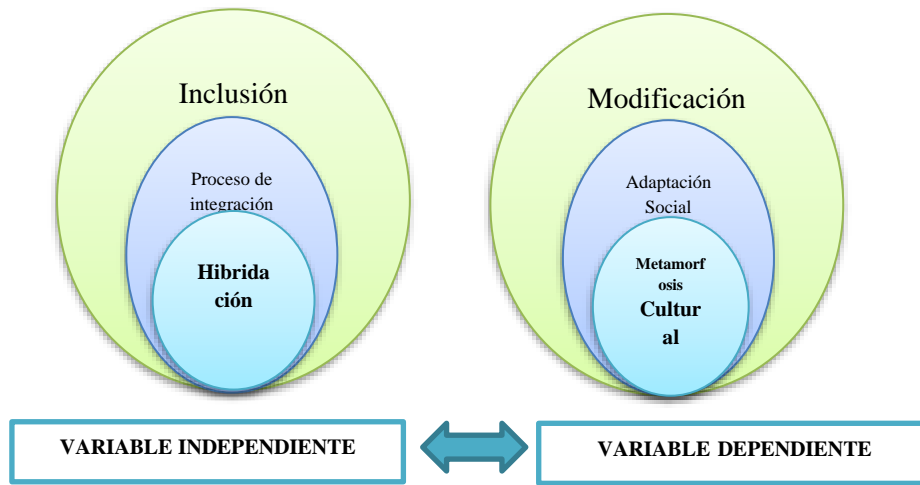 Inclusión
Proceso de
integración
Hibrida
ción
Modificación
Adaptación
Social
Metamorf
osis
Cultur
al
VARIABLE INDEPENDIENTE
VARIABLE DEPENDIENTE